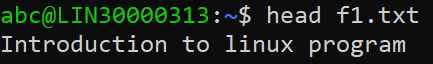 abc@LIN30000313:~$ head f1.txt
Introduction to linux program